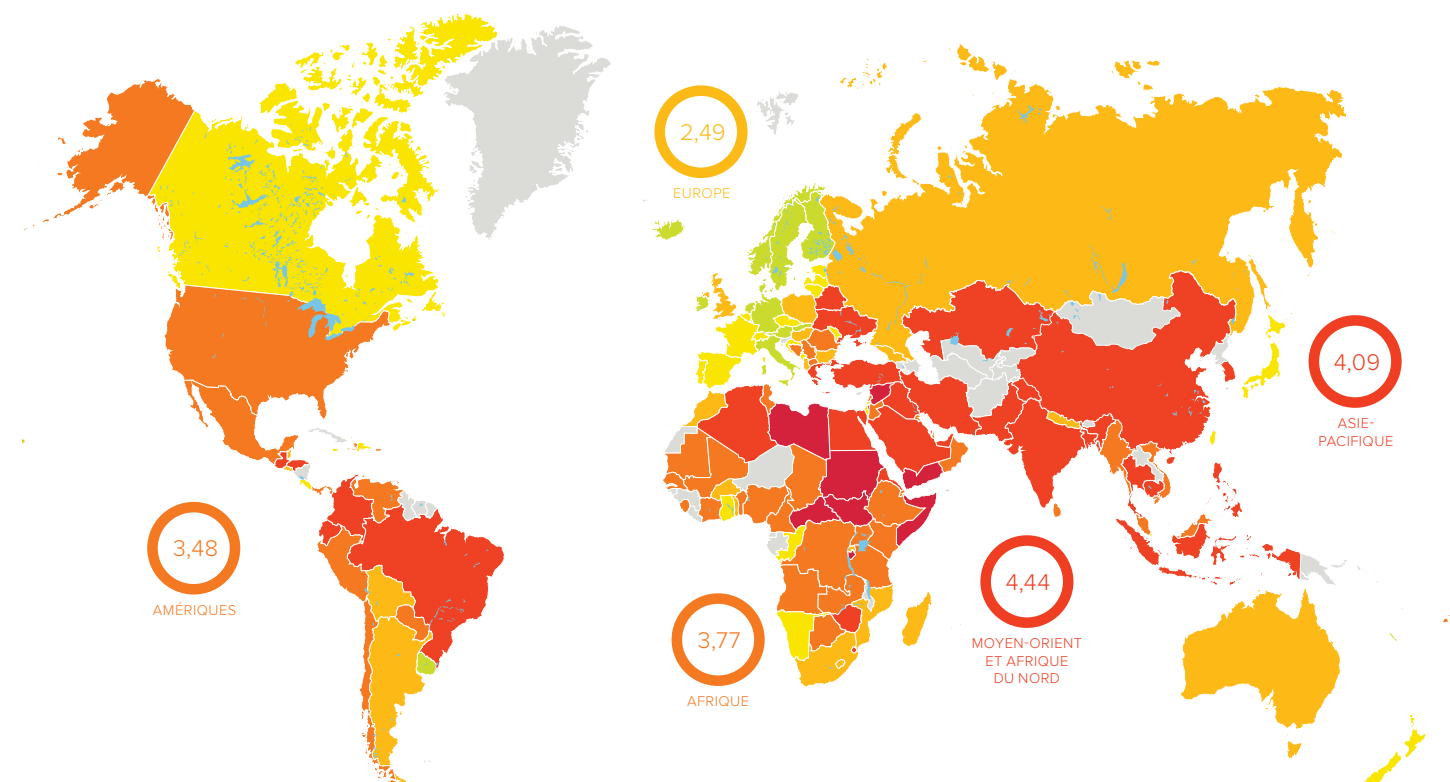 2,49
EUROPE
4,09
ASIE-
PACIFIQUE
3,48
AMÉRIQUES
4,44
MOYEN-ORIENT
ET AFRIQUE
DU NORD
3,77
AFRIQUE